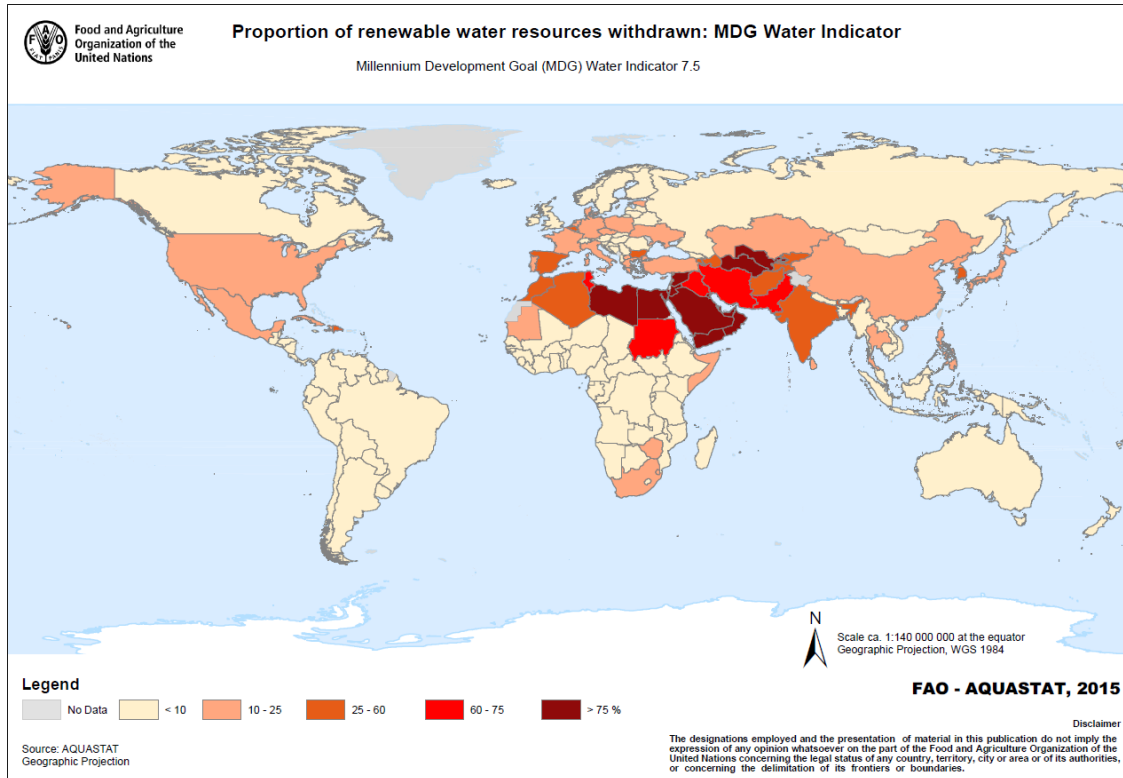 Food and Agriculture
Organization of the
United Nations
F A O
FIAT PANIS
Proportion of renewable water resources withdrawn: MDG Water Indicator
Millennium Development Goal (MDG) Water Indicator 7.5
N
Scale ca. 1:140 000 000 at the equator
Geographic Projection, WGS 1984
Legend
No Data
< 10
10 - 25
25 - 60
60 - 75
> 75 %
FAO - AQUASTAT, 2015
Source: AQUASTAT
Geographic Projection
Disclaimer
The designations employed and the presentation of material in this publication do not imply the
expression of any opinion whatsoever on the part of the Food and Agriculture Organization of the
United Nations concerning the legal status of any country, territory, city or area or of its authorities,
or concerning the delimitation of its frontiers or boundaries.